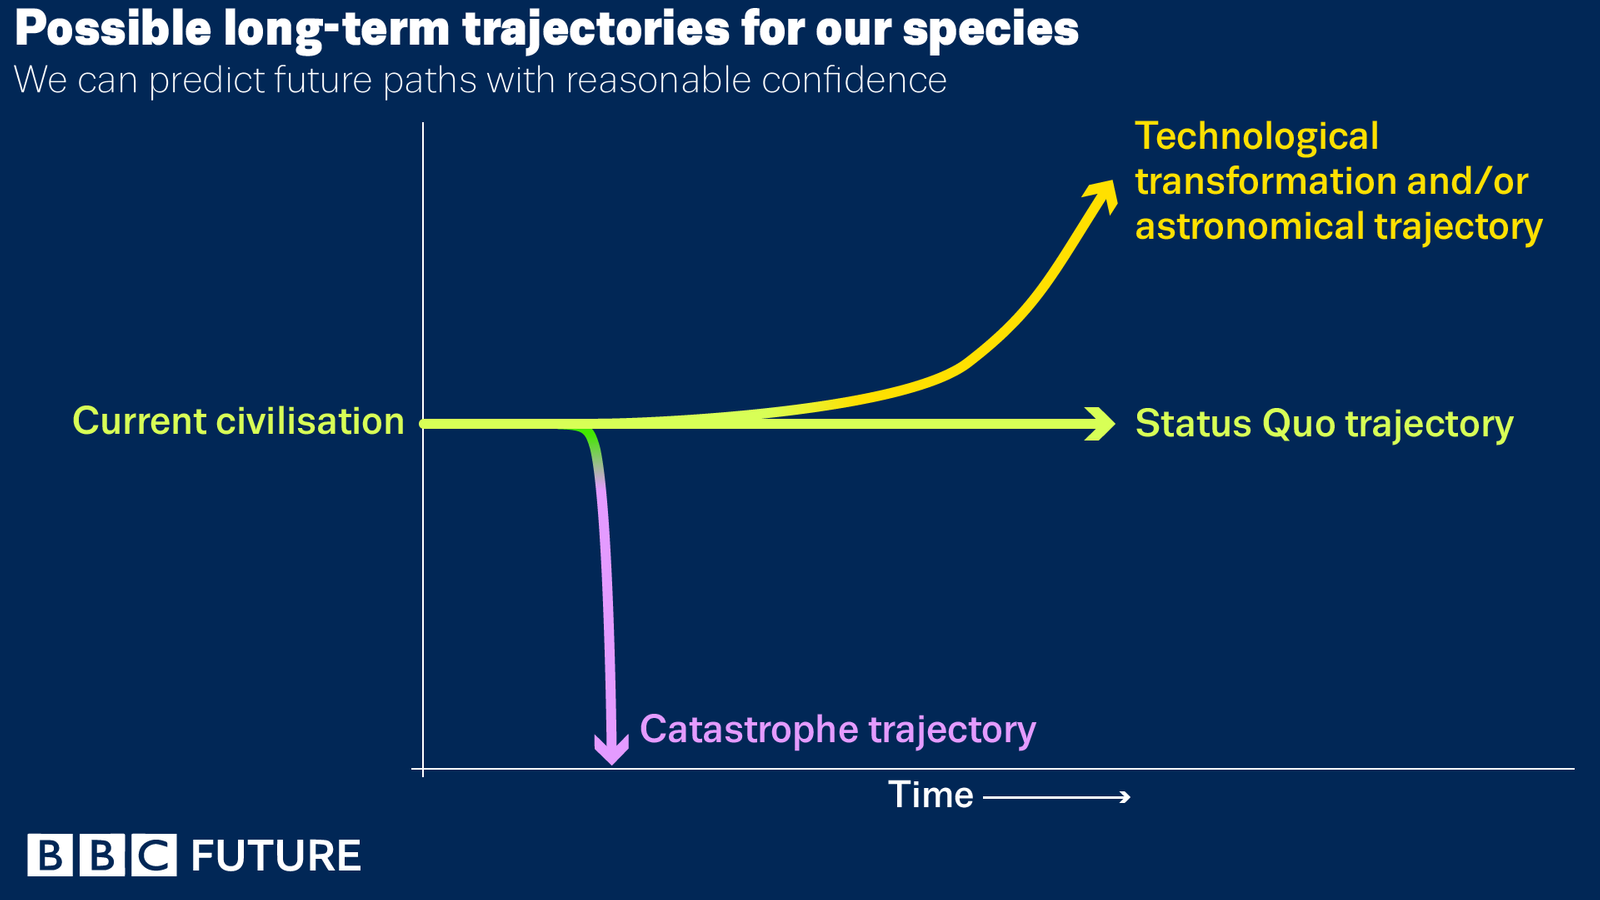 Possible long-term trajectories for our species
We can predict future paths with reasonable confidence
Technological
transformation and/or
astronomical trajectory
Current civilisation
Status Quo trajectory
Catastrophe trajectory
Time
BBC FUTURE